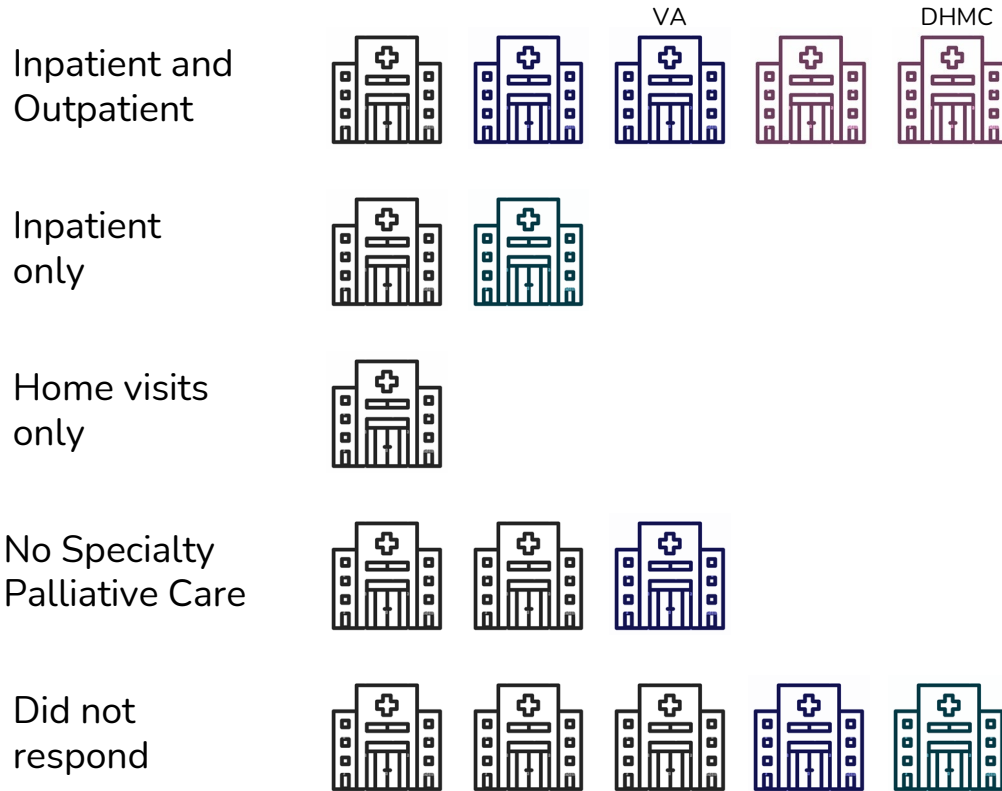 VA
DHMC
Inpatient and
Outpatient
Inpatient
only
Home visits
only
No Specialty
Palliative Care
Did not
respond